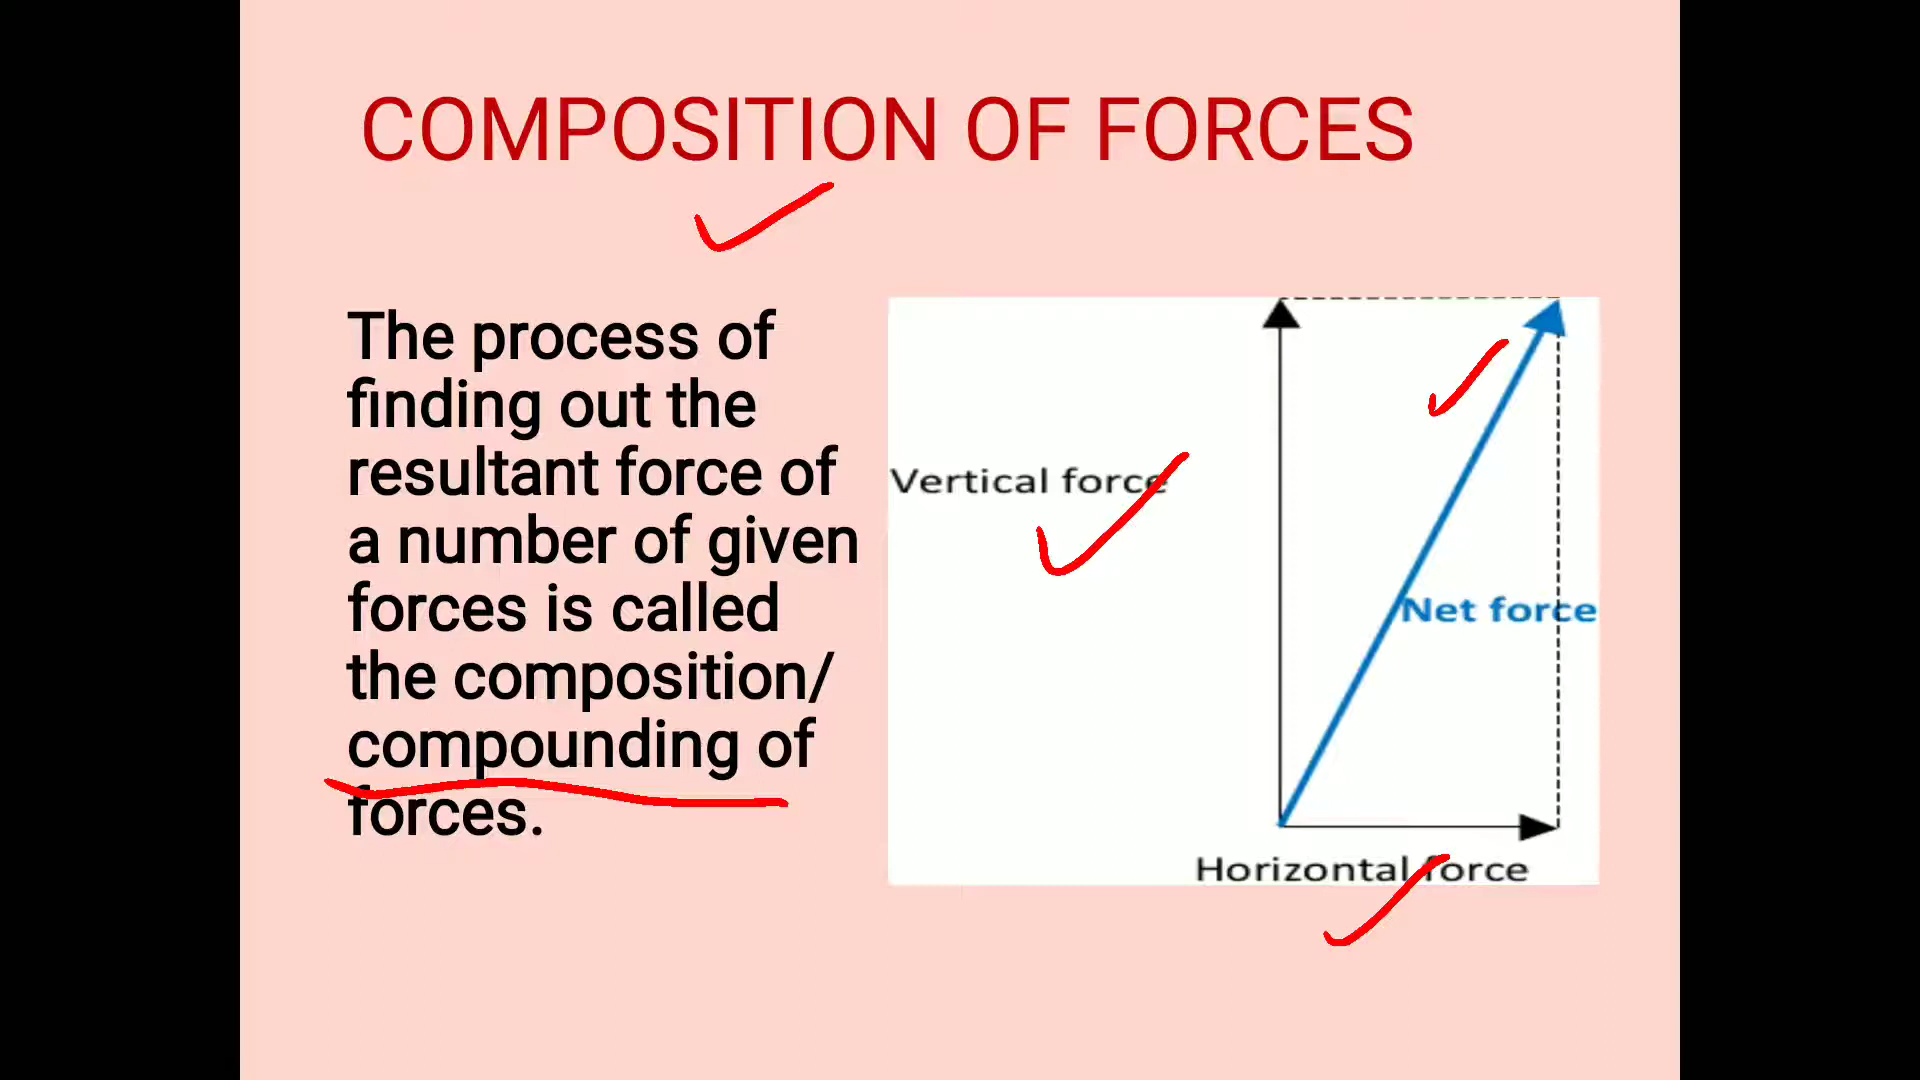 COMPOSITION OF FORCES
The process of
finding out the
resultant force of
a number of given
forces is called
the composition/
compounding of
forces.
Vertical force
Net force
Horizontal force